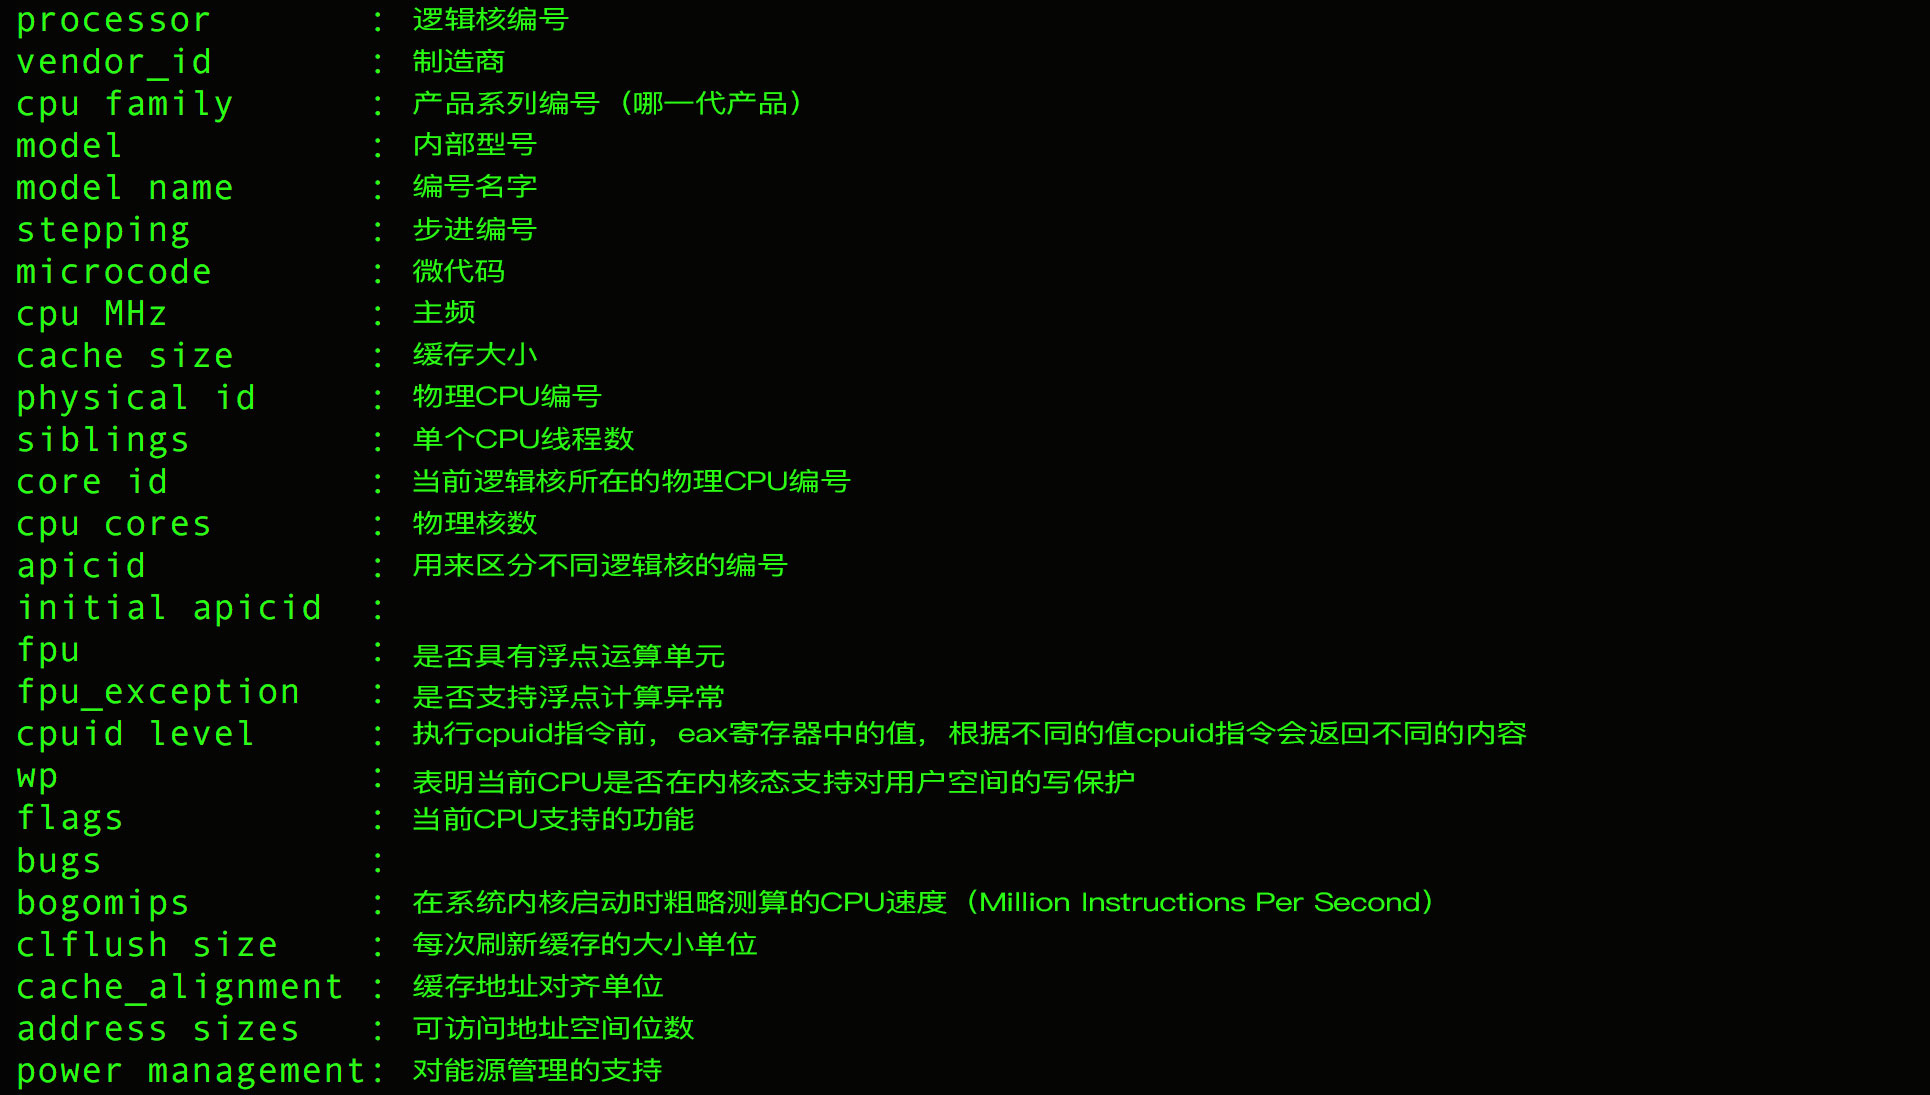 processor : 逻辑核编号
vendor_id : 制造商
cpu family : 产品系列编号（哪一代产品）
model : 内部型号
model name : 编号名字
stepping : 步进编号
microcode : 微代码
cpu MHz : 主频
cache size : 缓存大小
physical id : 物理CPU编号
siblings : 单个CPU线程数
core id : 当前逻辑核所在的物理CPU编号
cpu cores : 物理核数
apicid : 用来区分不同逻辑核的编号
initial apicid :
fpu : 是否具有浮点运算单元
fpu_exception : 是否支持浮点计算异常
cpuid level : 执行cpuid指令前，eax寄存器中的值，根据不同的值cpuid指令会返回不同的内容
wp : 表明当前CPU是否在内核态支持对用户空间的写保护
flags : 当前CPU支持的功能
bugs :
bogomips : 在系统内核启动时粗略测算的CPU速度（Million Instructions Per Second）
clflush size : 每次刷新缓存的大小单位
cache_alignment : 缓存地址对齐单位
address sizes : 可访问地址空间位数
power management: 对能源管理的支持